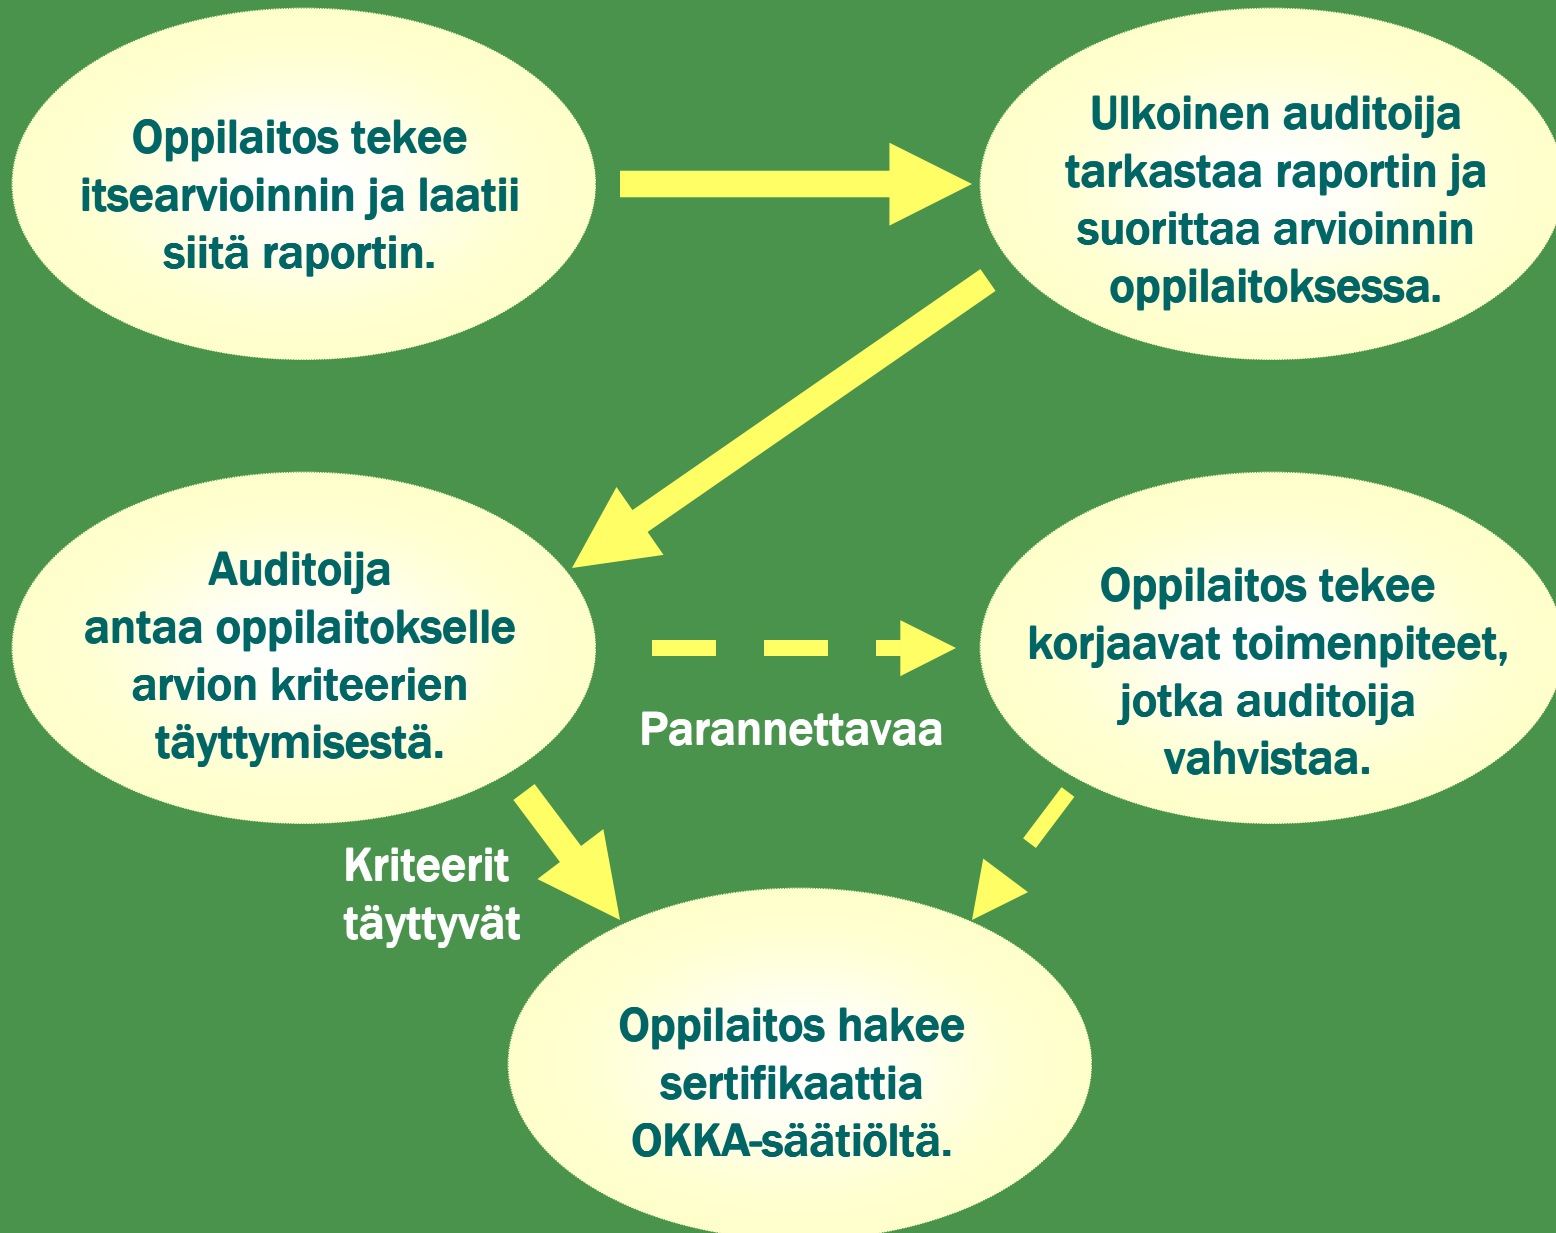 Oppilaitos tekee
itsearvioinnin ja laatii
siitä raportin.
Ulkoinen auditoija
tarkastaa raportin ja
suorittaa arvioinnin
oppilaitoksessa.
Auditoija
antaa oppilaitokselle
arvion kriteerien
täyttymisestä.
Parannettavaa
Oppilaitos tekee
korjaavat toimenpiteet,
jotka auditoija
vahvistaa.
Kriteerit
täyttyvät
Oppilaitos hakee
sertifikaattia
OKKA-säätiöltä.